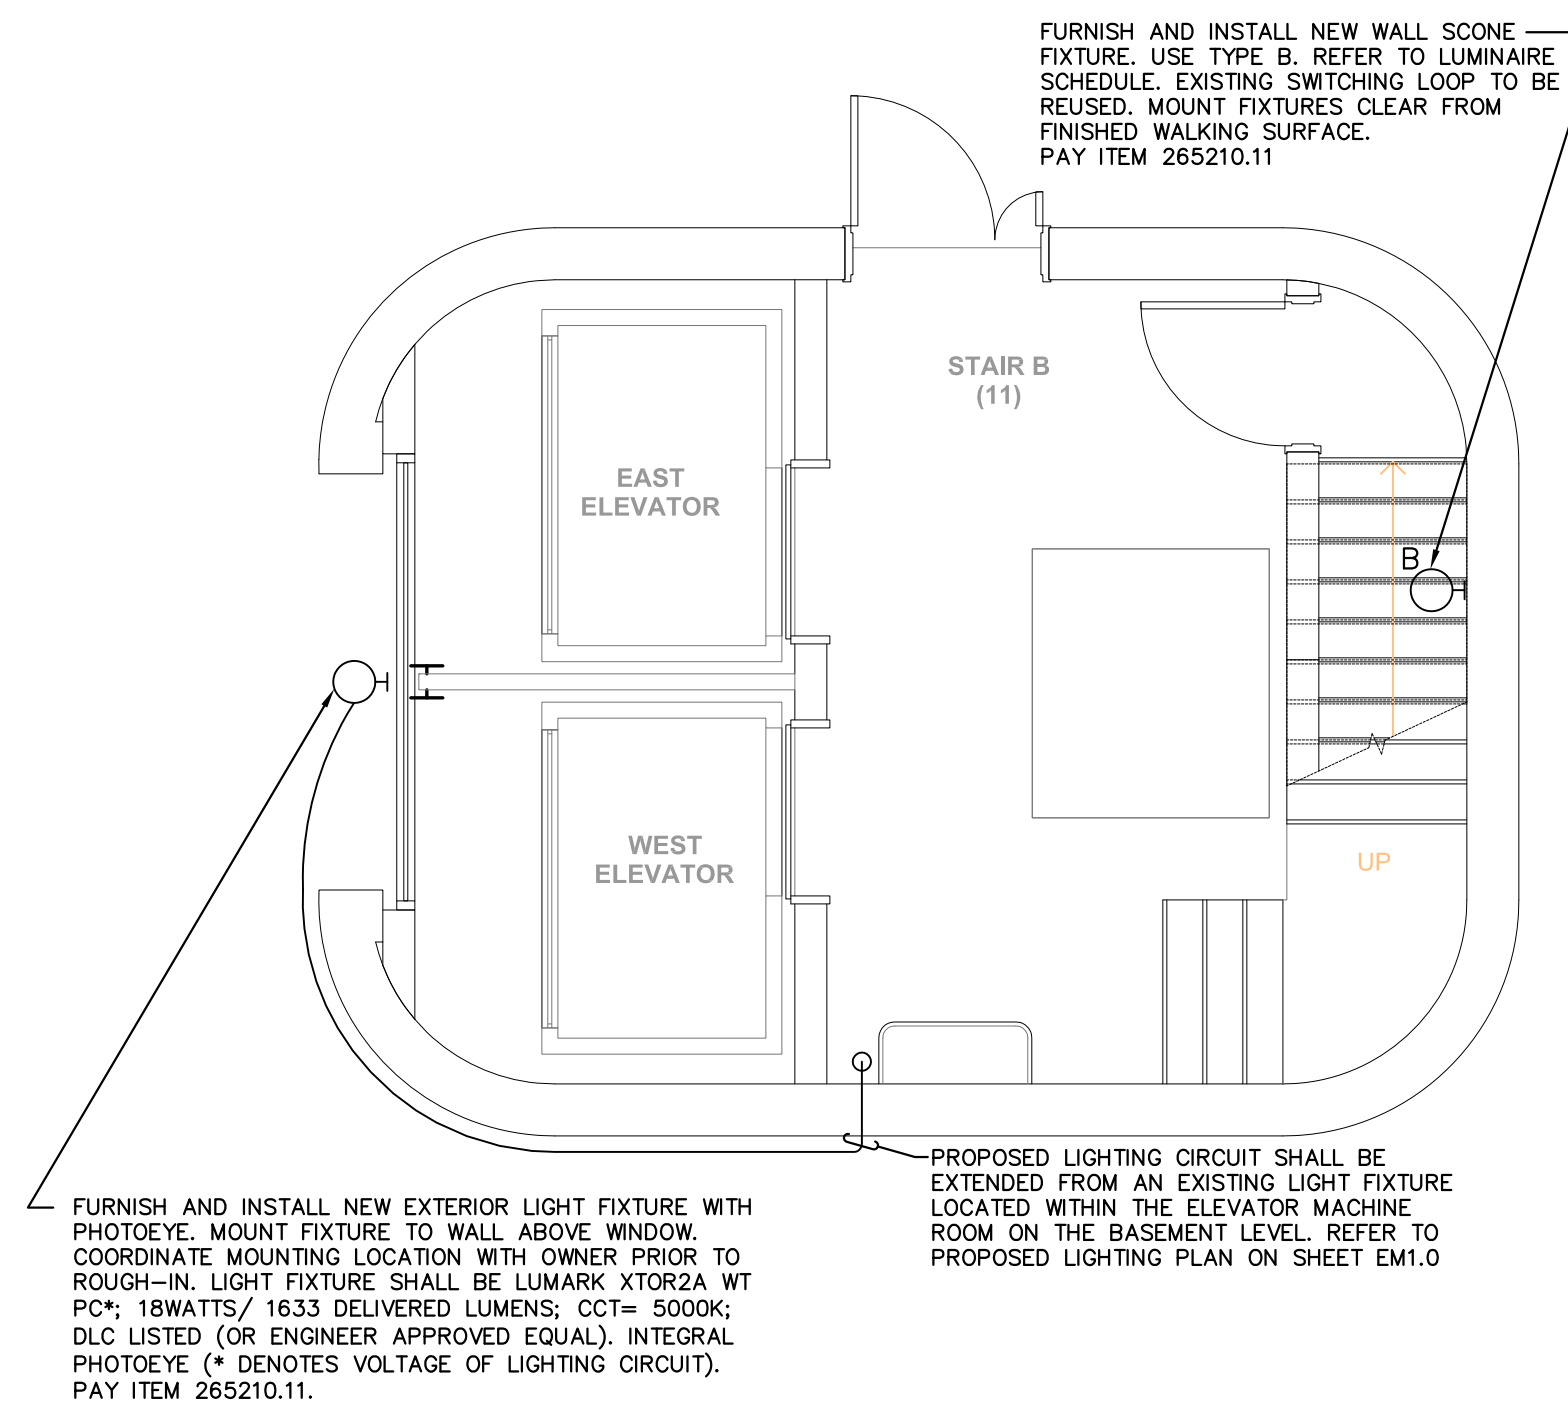 FURNISH AND INSTALL NEW WALL SCONE
FIXTURE. USE TYPE B. REFER TO LUMINAIRE
SCHEDULE. EXISTING SWITCHING LOOP TO BE
REUSED. MOUNT FIXTURES CLEAR FROM
FINISHED WALKING SURFACE.
PAY ITEM 265210.11
STAIR B
(11)
EAST
ELEVATOR
B
WEST
ELEVATOR
UP
PROPOSED LIGHTING CIRCUIT SHALL BE
EXTENDED FROM AN EXISTING LIGHT FIXTURE
LOCATED WITHIN THE ELEVATOR MACHINE
ROOM ON THE BASEMENT LEVEL. REFER TO
PROPOSED LIGHTING PLAN ON SHEET EM1.0
FURNISH AND INSTALL NEW EXTERIOR LIGHT FIXTURE WITH
PHOTOEYE. MOUNT FIXTURE TO WALL ABOVE WINDOW.
COORDINATE MOUNTING LOCATION WITH OWNER PRIOR TO
ROUGH-IN. LIGHT FIXTURE SHALL BE LUMARK XTOR2A WT
PC*; 18WATTS/ 1633 DELIVERED LUMENS; CCT= 5000K;
DLC LISTED (OR ENGINEER APPROVED EQUAL). INTEGRAL
PHOTOEYE (* DENOTES VOLTAGE OF LIGHTING CIRCUIT).
PAY ITEM 265210.11.